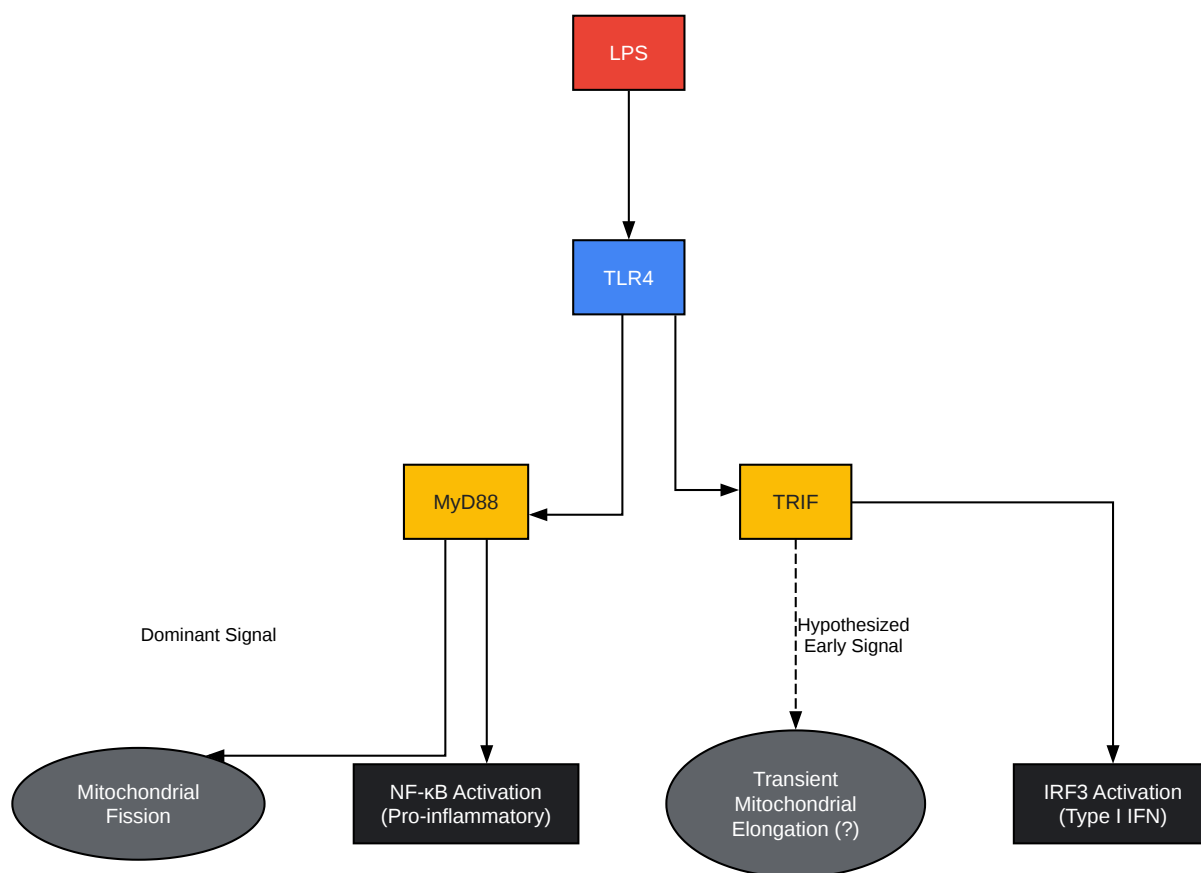 LPS
TLR4
MyD88
TRIF
Dominant Signal
Hypothesized
Early Signal
Mitochondrial
Fission
NF-κB Activation
(Pro-inflammatory)
Transient
Mitochondrial
Elongation (?)
IRF3 Activation
(Type I IFN)